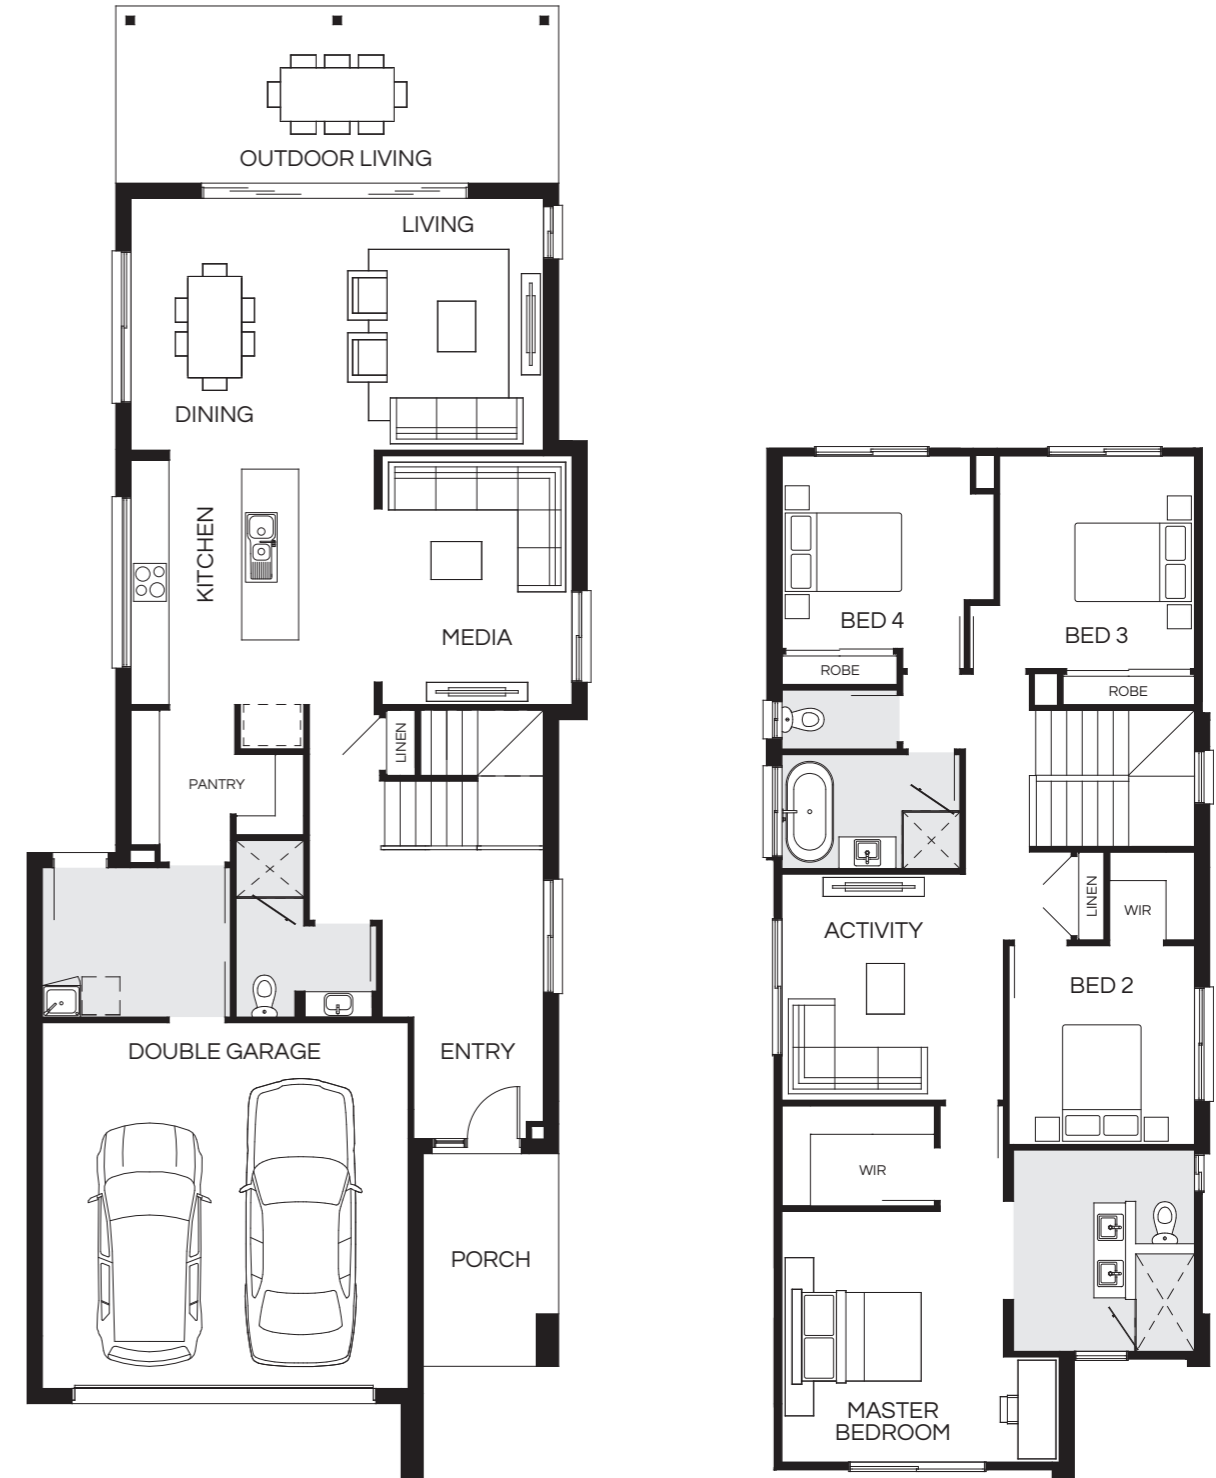 OUTDOOR LIVING
LIVING
DINING
KITCHEN
MEDIA
LINEN
PANTRY
DOUBLE GARAGE
ENTRY
PORCH
BED 4
BED 3
ROBE
ROBE
LINEN
WIR
ACTIVITY
BED 2
WIR
MASTER
BEDROOM